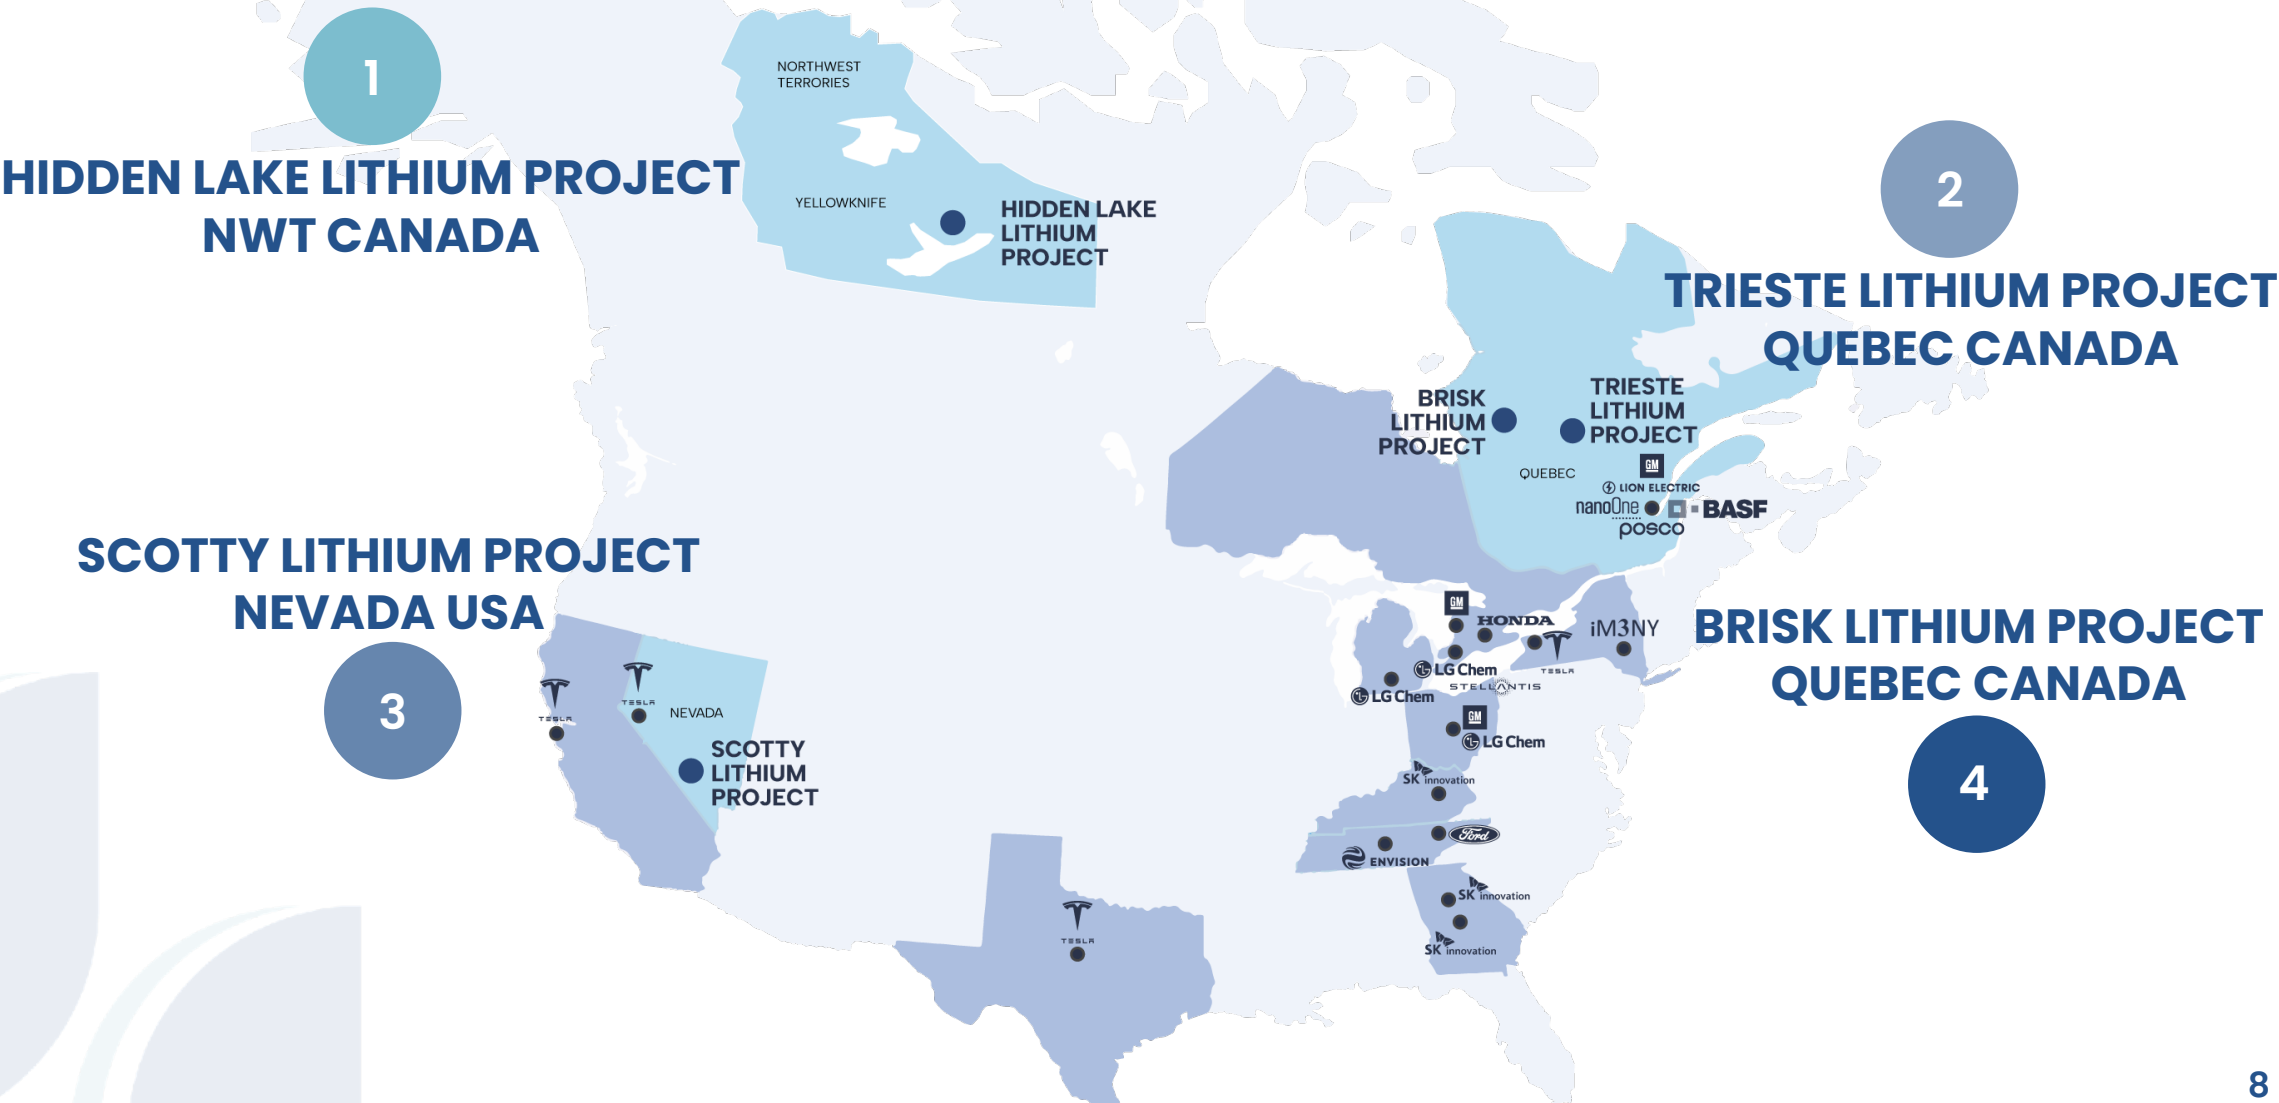 1
HIDDEN LAKE LITHIUM PROJECT
NWT CANADA
NORTHWEST
TERRORIES
YELLOWKNIFE
HIDDEN LAKE
LITHIUM
PROJECT
2
TRIESTE LITHIUM PROJECT
QUEBEC CANADA
BRISK
LITHIUM
PROJECT
TRIESTE
LITHIUM
PROJECT
QUEBEC
GM
LION ELECTRIC
nanoOne
BASF
posco
SCOTTY LITHIUM PROJECT
NEVADA USA
3
TESLA
TESLA
NEVADA
SCOTTY
LITHIUM
PROJECT
GM
HONDA
TESLA
iM3NY
LG Chem
STELLANTIS
LG Chem
GM
LG Chem
SK innovation
Ford
ENVISION
SK innovation
SK innovation
TESLA
BRISK LITHIUM PROJECT
QUEBEC CANADA
4
8